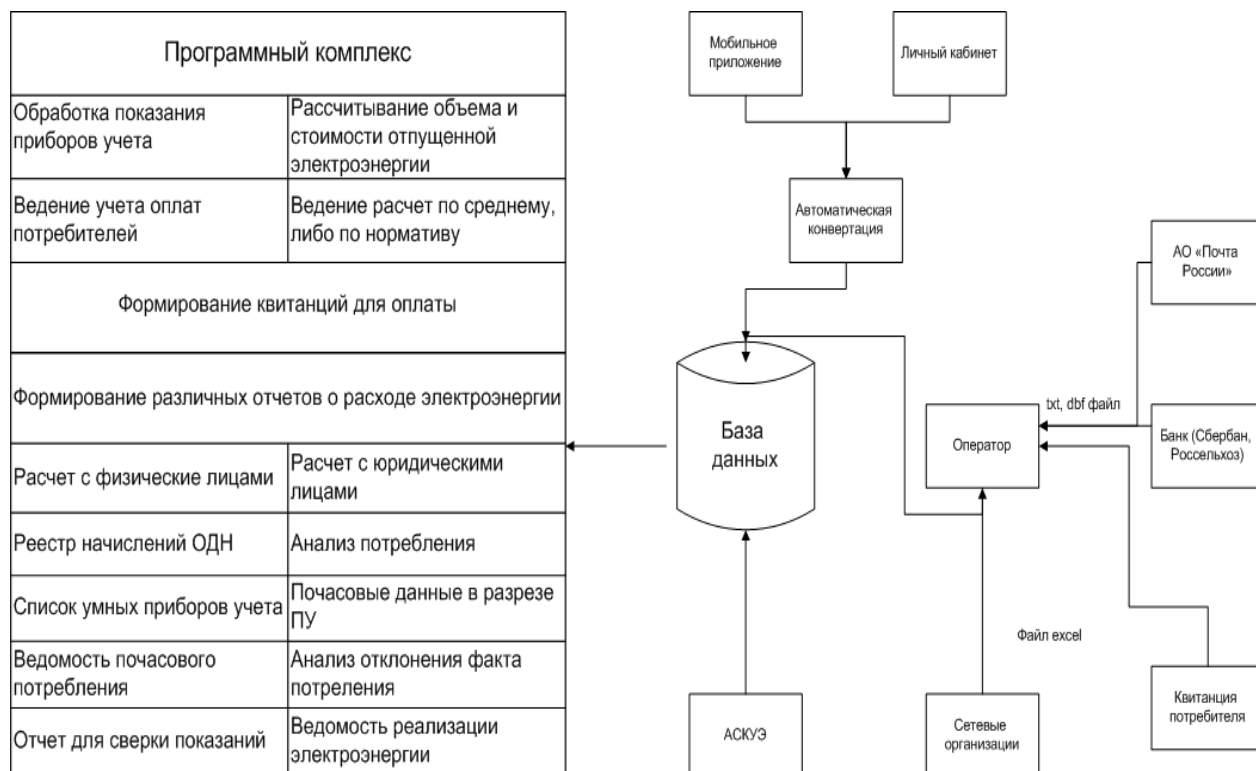 Программный комплекс
Обработка показания
приборов учета
Рассчитывание объема и
стоимости отпущенной
электроэнергии
Ведение учета оплат
потребителей
Ведение расчет по среднему,
либо по нормативу
Формирование квитанций для оплаты
Формирование различных отчетов о расходе электроэнергии
Расчет с физические лицами
Расчет с юридическими
лицами
Реестр начислений ОДН
Анализ потребления
Список умных приборов учета
Почасовые данные в разрезе
ПУ
Ведомость почасового
потребления
Анализ отклонения факта
потреления
Отчет для сверки показаний
Ведомость реализации
электроэнергии
Мобильное
приложение
Личный кабинет
Автоматическая
конвертация
База
данных
АСКУЭ
АО «Почта
России»
txt, dbf файл
Оператор
Банк (Сбербан,
Россельхоз)
Файл excel
Сетевые
организации
Квитанция
потребителя